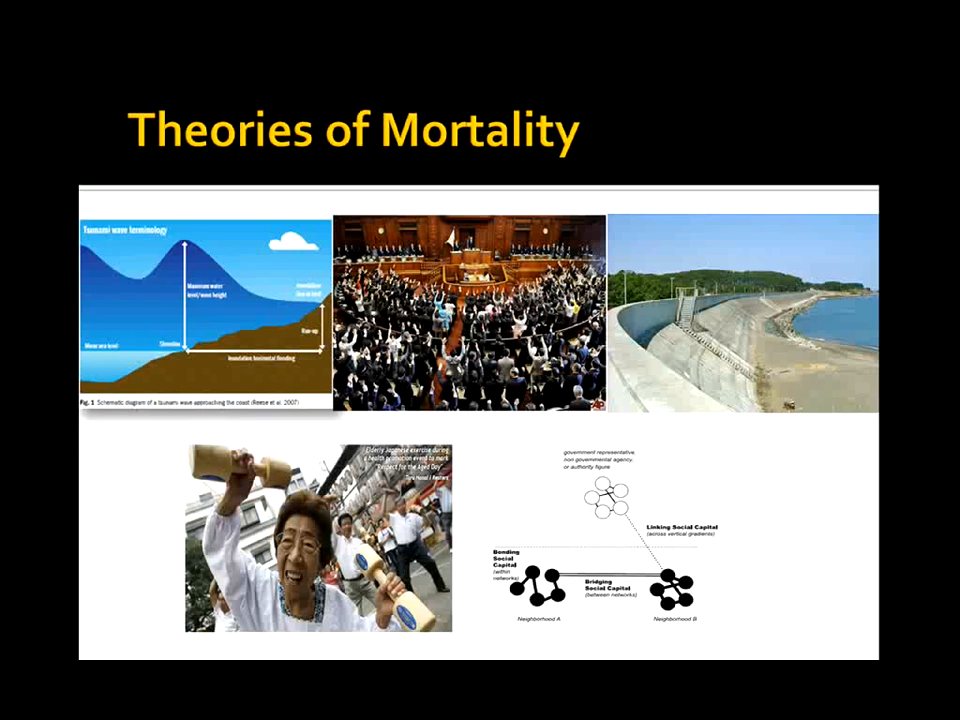 Theories of Mortality
Tsunami wave terminology
Maximum water
level/wave height
Run-up
Mean sea level
Shoreline
Inundation horizontal flooding
Fig. 1 Schematic diagram of a tsunami wave approaching the coast (Reese et al. 2007)
Elderly Japanese exercise during
a health promotion event to mark
"Respect for the Aged Day".
government representative,
non governmental agency,
or authority figure
Linking Social Capital
(across vertical gradients)
Bonding
Social
Capital
(within
networks)
Bridging
Social Capital
(between networks)
Neighborhood A
Neighborhood B